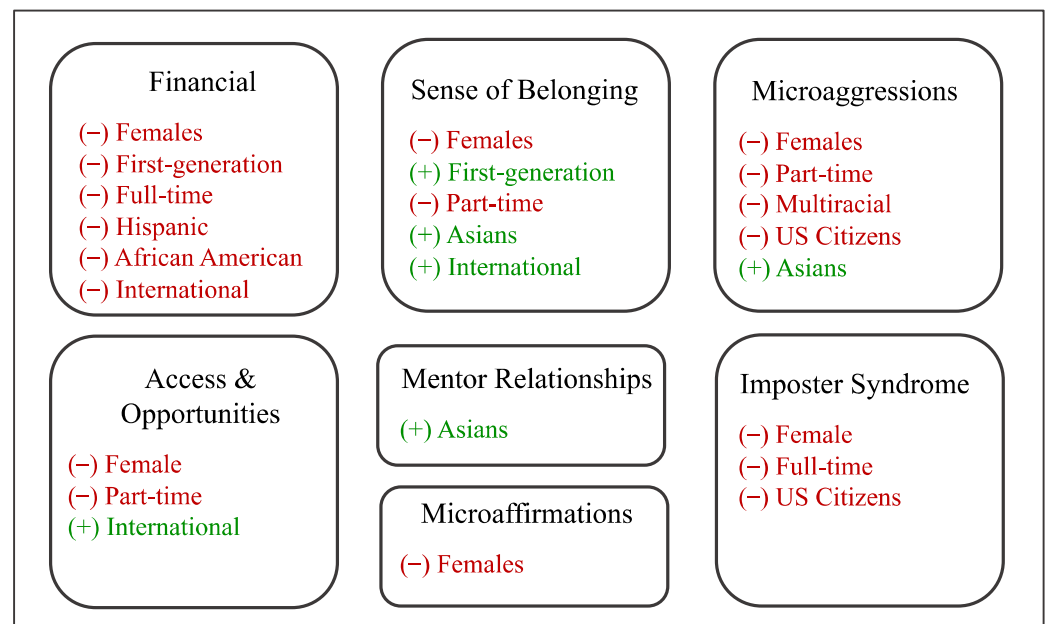 Financial
(−) Females
(−) First-generation
(−) Full-time
(−) Hispanic
(−) African American
(−) International
Sense of Belonging
(−) Females
(+) First-generation
(−) Part-time
(+) Asians
(+) International
Microaggressions
(−) Females
(−) Part-time
(−) Multiracial
(−) US Citizens
(+) Asians
Access &
Opportunities
(−) Female
(−) Part-time
(+) International
Mentor Relationships
(+) Asians
Microaffirmations
(−) Females
Imposter Syndrome
(−) Female
(−) Full-time
(−) US Citizens